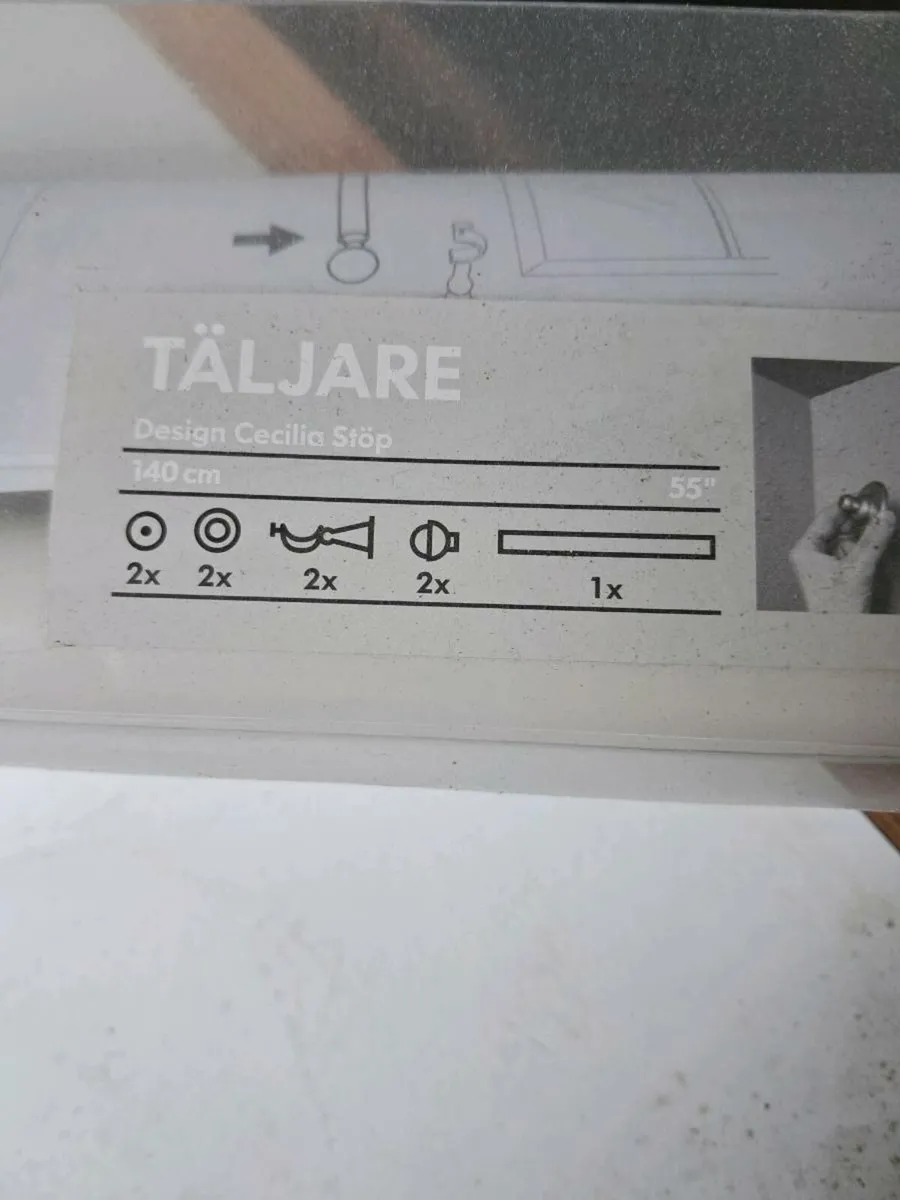 TÄLJARE
Design Cecilia Stöp
140 cm 55"
2x 2x 2x 2x 1x